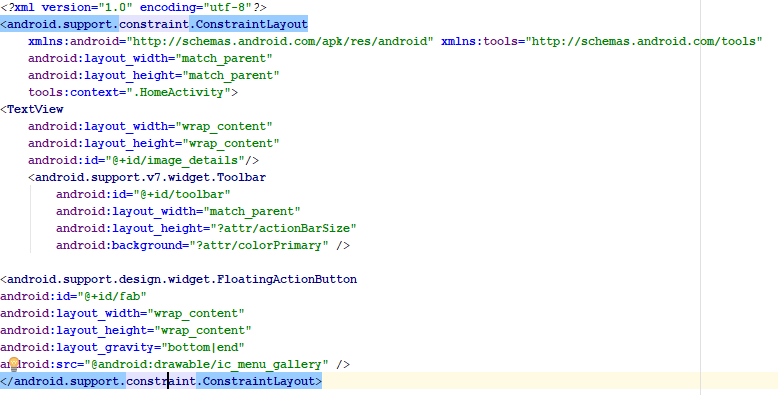 <?xml version="1.0" encoding="utf-8"?>
<android.support.constraint.ConstraintLayout
    xmlns:android="http://schemas.android.com/apk/res/android" xmlns:tools="http://schemas.android.com/tools"
    android:layout_width="match_parent"
    android:layout_height="match_parent"
    tools:context=".HomeActivity">
<TextView
    android:layout_width="wrap_content"
    android:layout_height="wrap_content"
    android:id="@+id/image_details"/>
    <android.support.v7.widget.Toolbar
        android:id="@+id/toolbar"
        android:layout_width="match_parent"
        android:layout_height="?attr/actionBarSize"
        android:background="?attr/colorPrimary" />

<android.support.design.widget.FloatingActionButton
android:id="@+id/fab"
android:layout_width="wrap_content"
android:layout_height="wrap_content"
android:layout_gravity="bottom|end"
android:src="@android:drawable/ic_menu_gallery" />
</android.support.constraint.ConstraintLayout>